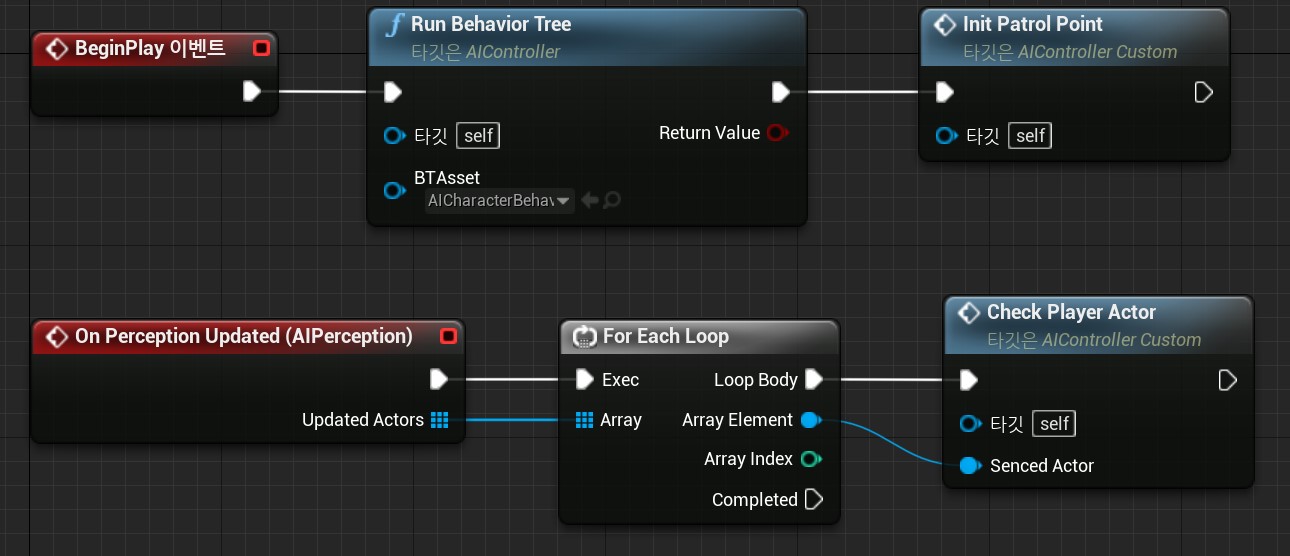 BeginPlay 이벤트
Run Behavior Tree
타깃은 AIController
타깃 self
Return Value
BTAsset
AICharacterBehav
Init Patrol Point
타깃은 AIController Custom
타깃 self
On Perception Updated (AIPerception)
Updated Actors
For Each Loop
Exec
Loop Body
Array
Array Element
Array Index
Completed
Check Player Actor
타깃은 AIController Custom
타깃 self
Senced Actor